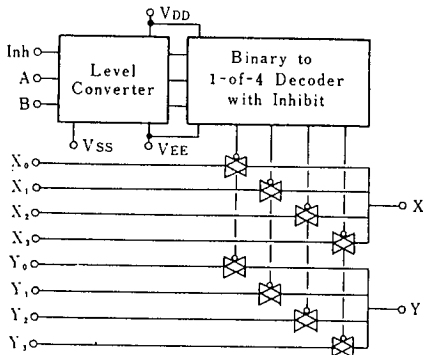 VDD
Inh
A
B
Level
Converter
Binary to
1-of-4 Decoder
with Inhibit
VSS
VEE
X0
X1
X2
X3
X
Y0
Y1
Y2
Y3
Y